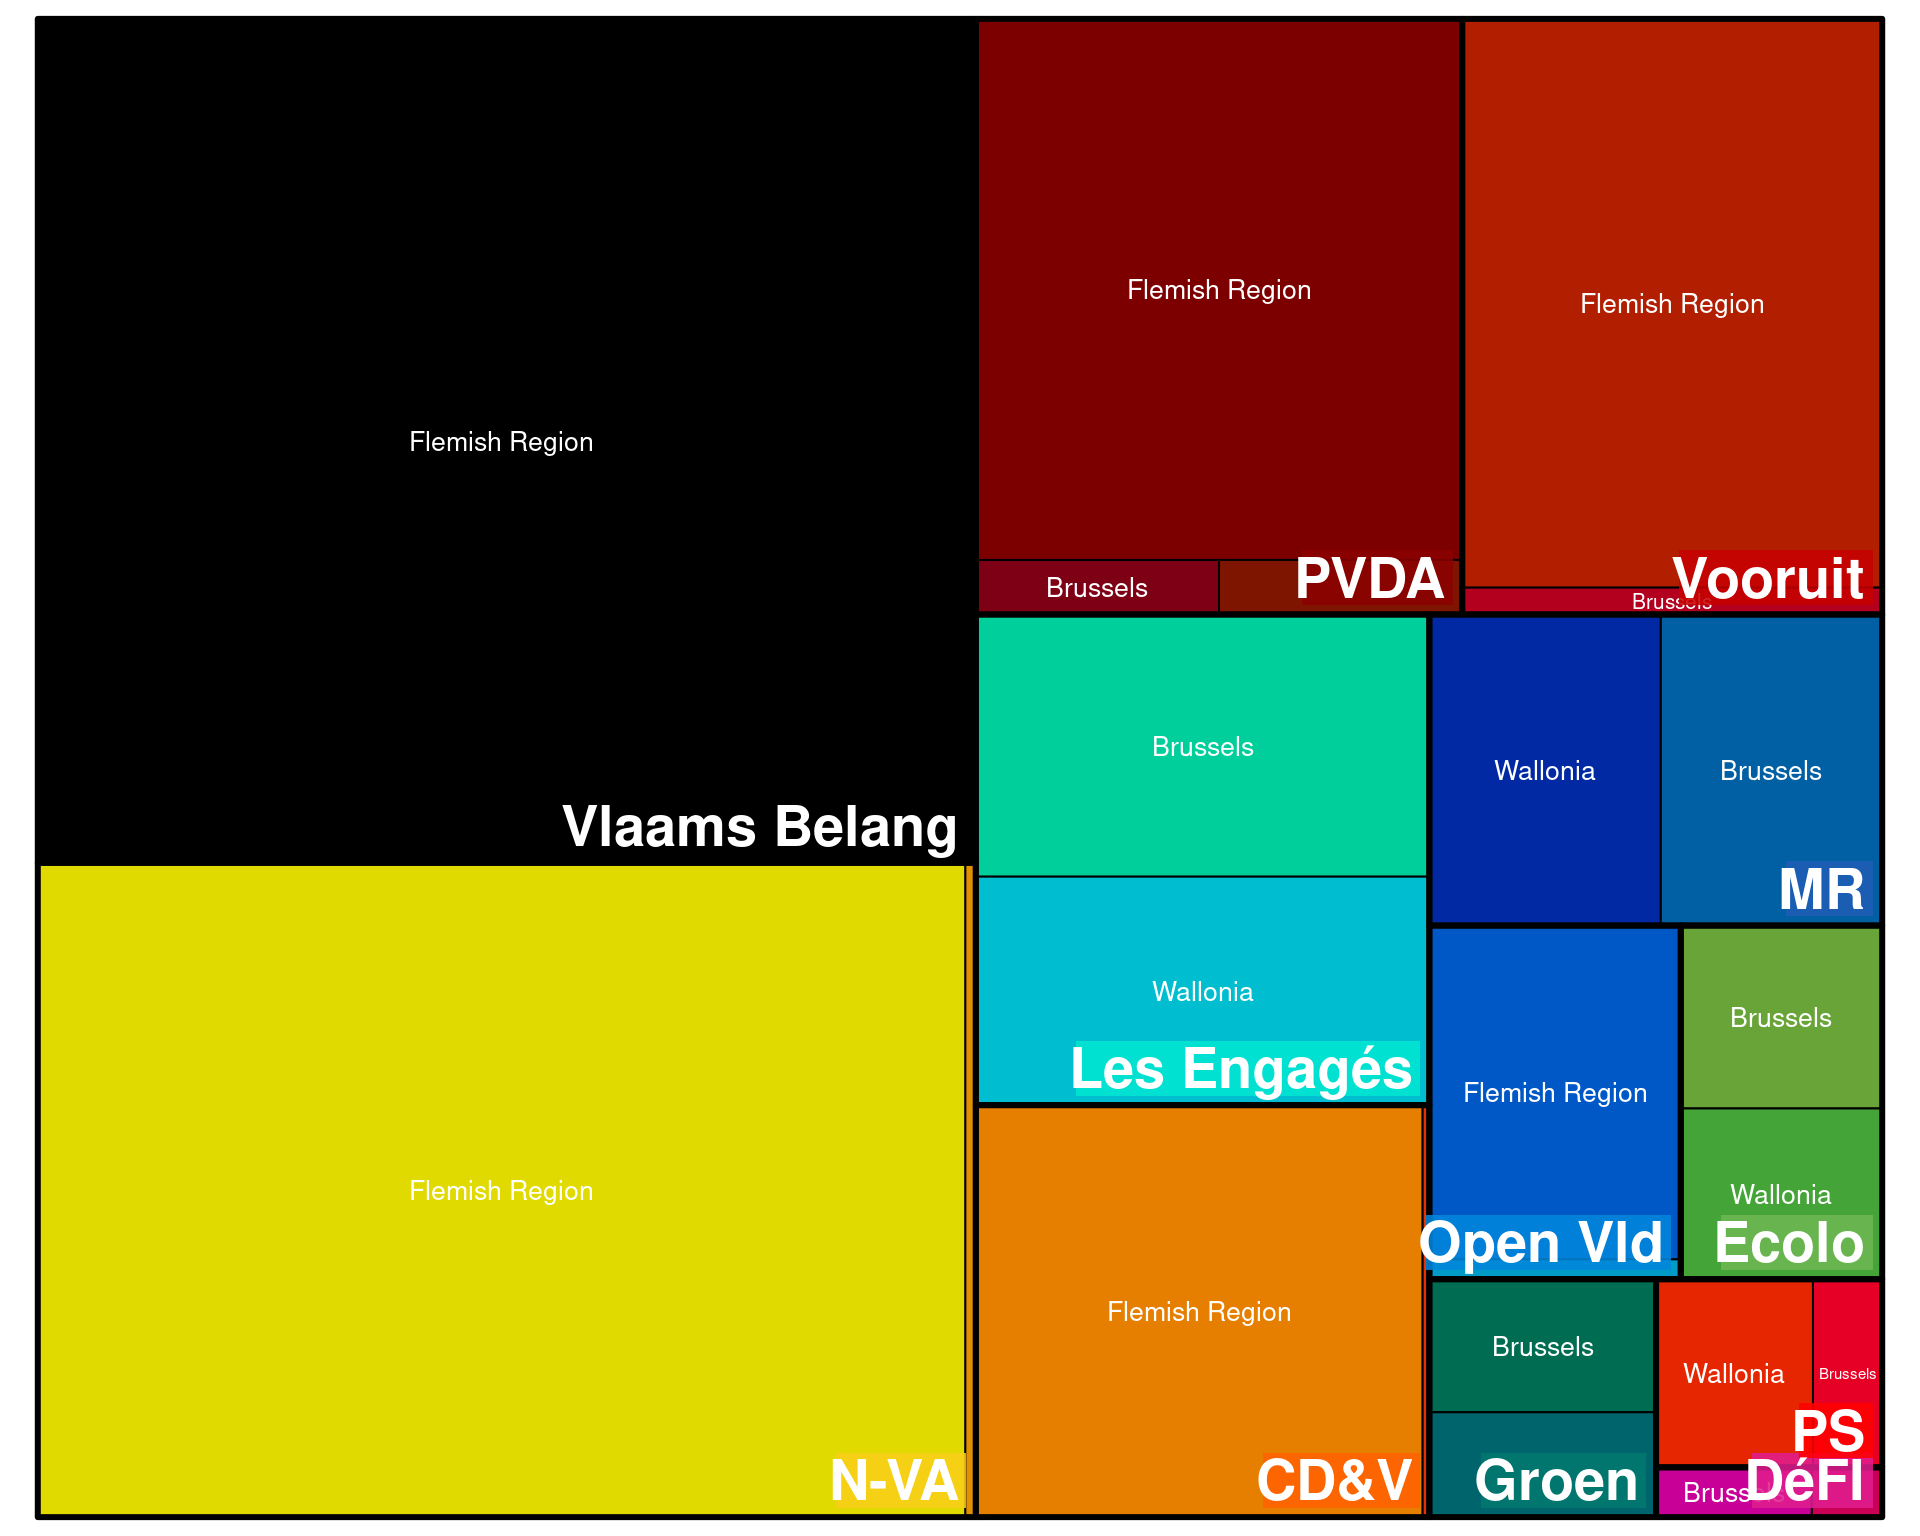 Flemish Region
Vlaams Belang
Flemish Region
N-VA
Flemish Region
Brussels
PVDA
Flemish Region
Brussels
Vooruit
Brussels
Wallonia
Les Engagés
Flemish Region
CD&V
Wallonia
Brussels
MR
Flemish Region
Open Vld
Brussels
Wallonia
Ecolo
Brussels
Groen
Wallonia
Brussels
PS
Brussels
DéFI